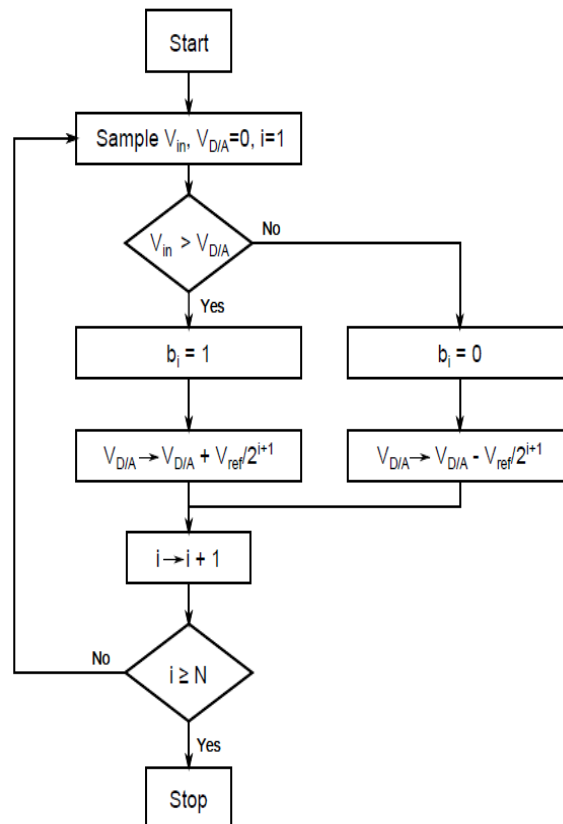 Start
Sample V_in, V_D/A=0, i=1
V_in > V_D/A
No
Yes
b_i = 1
b_i = 0
V_D/A → V_D/A + V_ref/2^i+1
V_D/A → V_D/A - V_ref/2^i+1
i → i + 1
No
i ≥ N
Yes
Stop